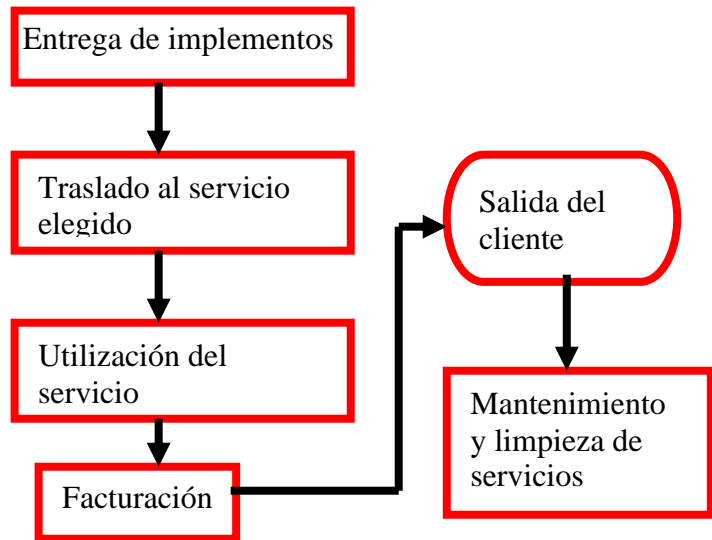 Entrega de implementos
Traslado al servicio
elegido
Utilización del
servicio
Facturación
Salida del
cliente
Mantenimiento
y limpieza de
servicios